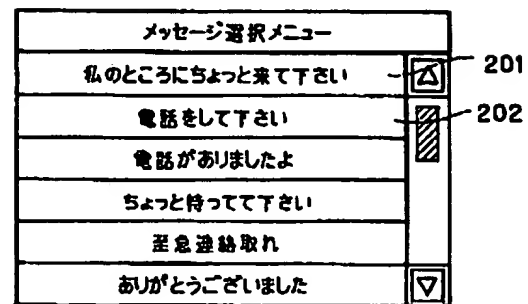 メッセージ選択メニュー
私のところにちょっと来て下さい
201
電話をして下さい
202
電話がありましたよ
ちょっと待ってて下さい
至急連絡取れ
ありがとうございました